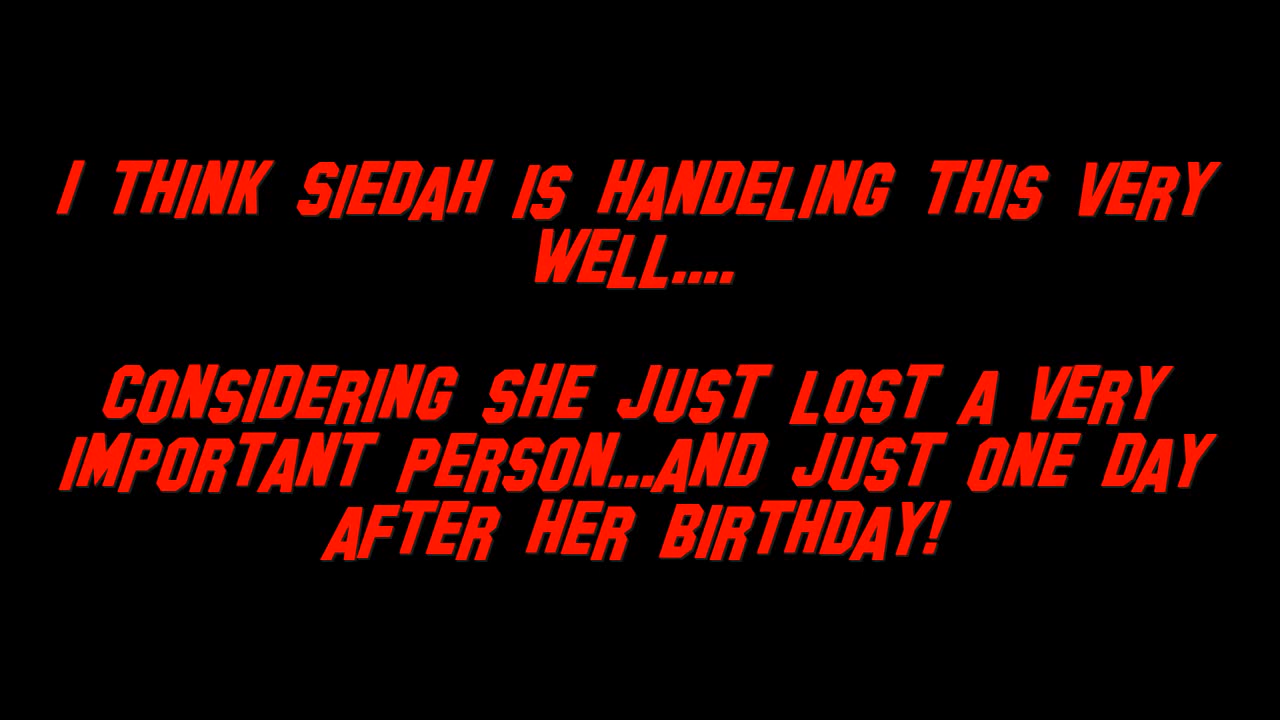 I THINK SIEDAH IS HANDELING THIS VERY
WELL....
CONSIDERING SHE JUST LOST A VERY
IMPORTANT PERSON...AND JUST ONE DAY
AFTER HER BIRTHDAY!